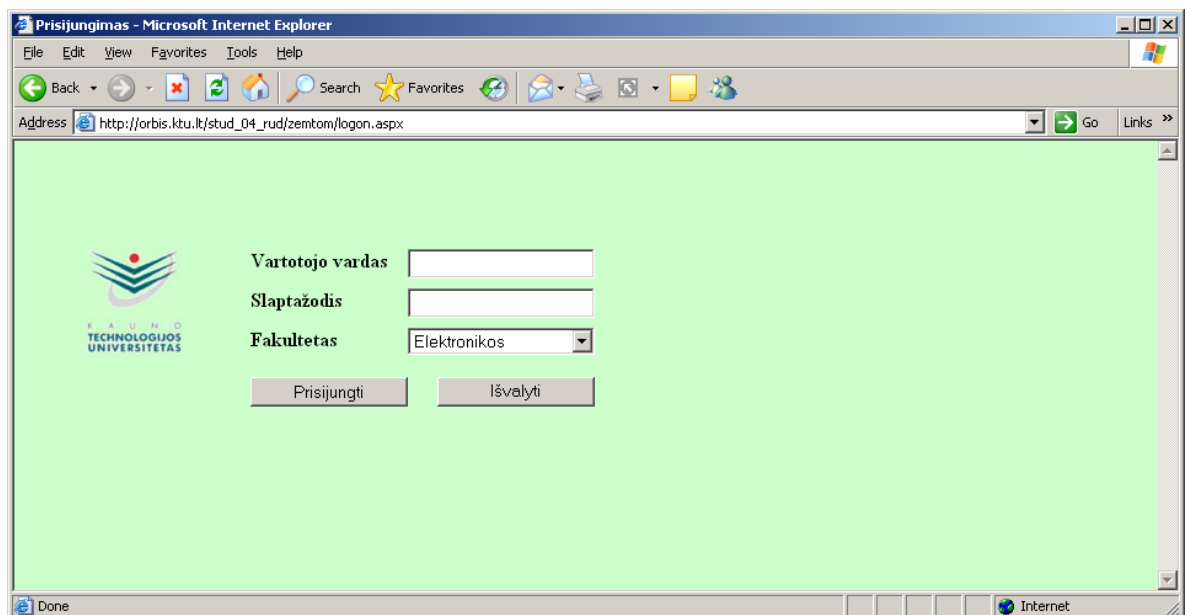 Prisijungimas - Microsoft Internet Explorer
File Edit View Favorites Tools Help
Back Search Favorites
Address http://orbis.ktu.lt/stud_04_rud/zemtom/logon.aspx Go Links »
Vartotojo vardas
Slaptažodis
Fakultetas Elektronikos
KAUNO
TECHNOLOGIJOS
UNIVERSITETAS
Prisijungti Išvalyti
Done Internet